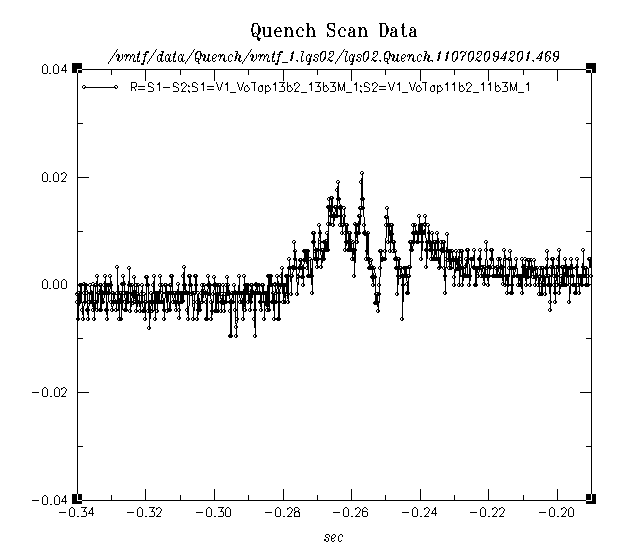 Quench Scan Data
/vmtf/data/Quench/vmtf_1.lqs02/lqs02.Quench.110702094201.469
R=S1-S2;S1=V1_VoTap13b2_13b3M_1;S2=V1_VoTap11b2_11b3M_1
0.04
0.02
0.00
-0.02
-0.04
-0.34 -0.32 -0.30 -0.28 -0.26 -0.24 -0.22 -0.20
sec